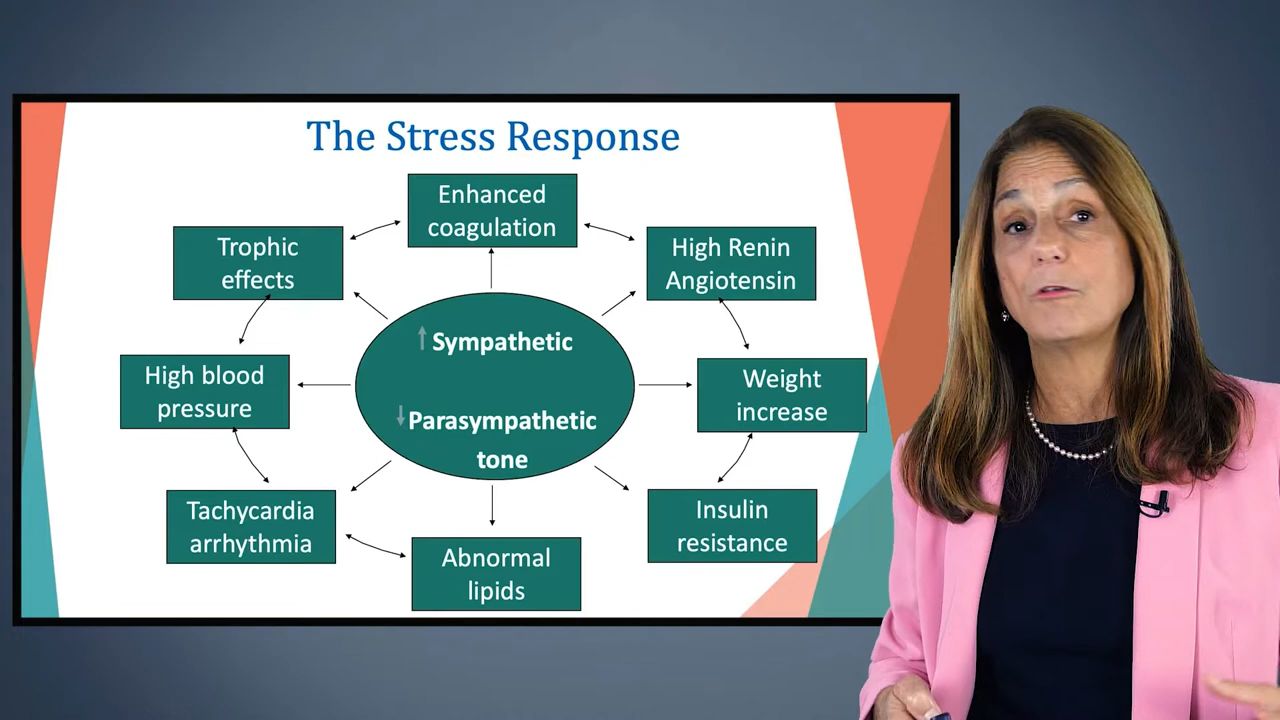 The Stress Response
Enhanced
coagulation
Trophic
effects
High Renin
Angiotensin
↑ Sympathetic
High blood
pressure
Weight
increase
↓ Parasympathetic
tone
Tachycardia
arrhythmia
Insulin
resistance
Abnormal
lipids